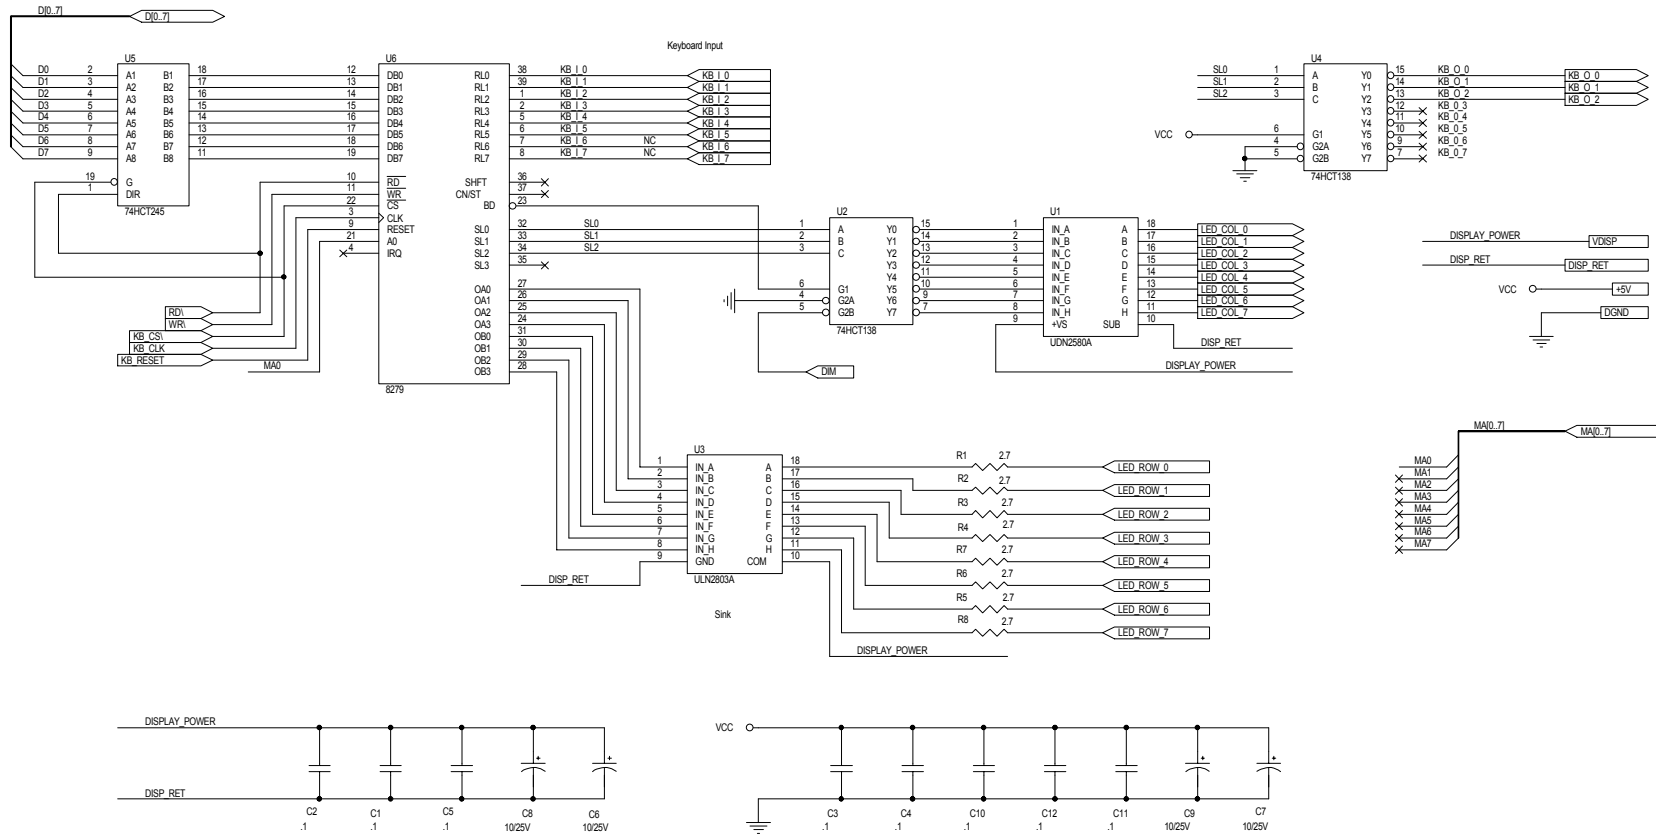 D[0..7] D[0..7]
Keyboard Input
U5
D0 2 A1 B1 18
D1 3 A2 B2 17
D2 4 A3 B3 16
D3 5 A4 B4 15
D4 6 A5 B5 14
D5 7 A6 B6 13
D6 8 A7 B7 12
D7 9 A8 B8 11
19 G
1 DIR
74HCT245
U6
12 DB0 RL0 38 KB_I_0 KB_I_0
13 DB1 RL1 39 KB_I_1 KB_I_1
14 DB2 RL2 1 KB_I_2 KB_I_2
15 DB3 RL3 2 KB_I_3 KB_I_3
16 DB4 RL4 5 KB_I_4 KB_I_4
17 DB5 RL5 6 KB_I_5 KB_I_5
18 DB6 RL6 7 KB_I_6 NC KB_I_6
19 DB7 RL7 8 KB_I_7 NC KB_I_7
10 RD SHFT 36
11 WR CN/ST 37
22 CS BD 23
3 CLK
9 RESET SL0 32 SL0
21 A0 SL1 33 SL1
4 IRQ SL2 34 SL2
SL3 35
OA0 27
OA1 26
OA2 25
OA3 24
OB0 31
OB1 30
OB2 29
OB3 28
8279
RD\
WR\
KB_CS\
KB_CLK
KB_RESET
MA0
U4
SL0 1 A Y0 15 KB_O_0 KB_O_0
SL1 2 B Y1 14 KB_O_1 KB_O_1
SL2 3 C Y2 13 KB_O_2 KB_O_2
Y3 12 KB_0_3
Y4 11 KB_0_4
VCC 6 G1 Y5 10 KB_0_5
4 G2A Y6 9 KB_0_6
5 G2B Y7 7 KB_0_7
74HCT138
U2
1 A Y0 15
2 B Y1 14
3 C Y2 13
Y3 12
Y4 11
6 G1 Y5 10
4 G2A Y6 9
5 G2B Y7 7
74HCT138
DIM
U1
1 IN_A A 18 LED_COL_0
2 IN_B B 17 LED_COL_1
3 IN_C C 16 LED_COL_2
4 IN_D D 15 LED_COL_3
5 IN_E E 14 LED_COL_4
6 IN_F F 13 LED_COL_5
7 IN_G G 12 LED_COL_6
8 IN_H H 11 LED_COL_7
9 +VS SUB 10
UDN2580A
DISP_RET
DISPLAY_POWER
DISPLAY_POWER VDISP
DISP_RET DISP_RET
VCC +5V
DGND
MA[0..7] MA[0..7]
MA0
MA1
MA2
MA3
MA4
MA5
MA6
MA7
U3
1 IN_A A 18 R1 2.7 LED_ROW_0
2 IN_B B 17 R2 2.7 LED_ROW_1
3 IN_C C 16 R3 2.7 LED_ROW_2
4 IN_D D 15 R4 2.7 LED_ROW_3
5 IN_E E 14 R7 2.7 LED_ROW_4
6 IN_F F 13 R6 2.7 LED_ROW_5
7 IN_G G 12 R5 2.7 LED_ROW_6
8 IN_H H 11 R8 2.7 LED_ROW_7
9 GND COM 10
ULN2803A
DISP_RET
Sink
DISPLAY_POWER
DISPLAY_POWER
+ +
DISP_RET
C2 C1 C5 C8 C6
.1 .1 .1 10/25V 10/25V
VCC
+ +
C3 C4 C10 C12 C11 C9 C7
.1 .1 .1 .1 .1 10/25V 10/25V